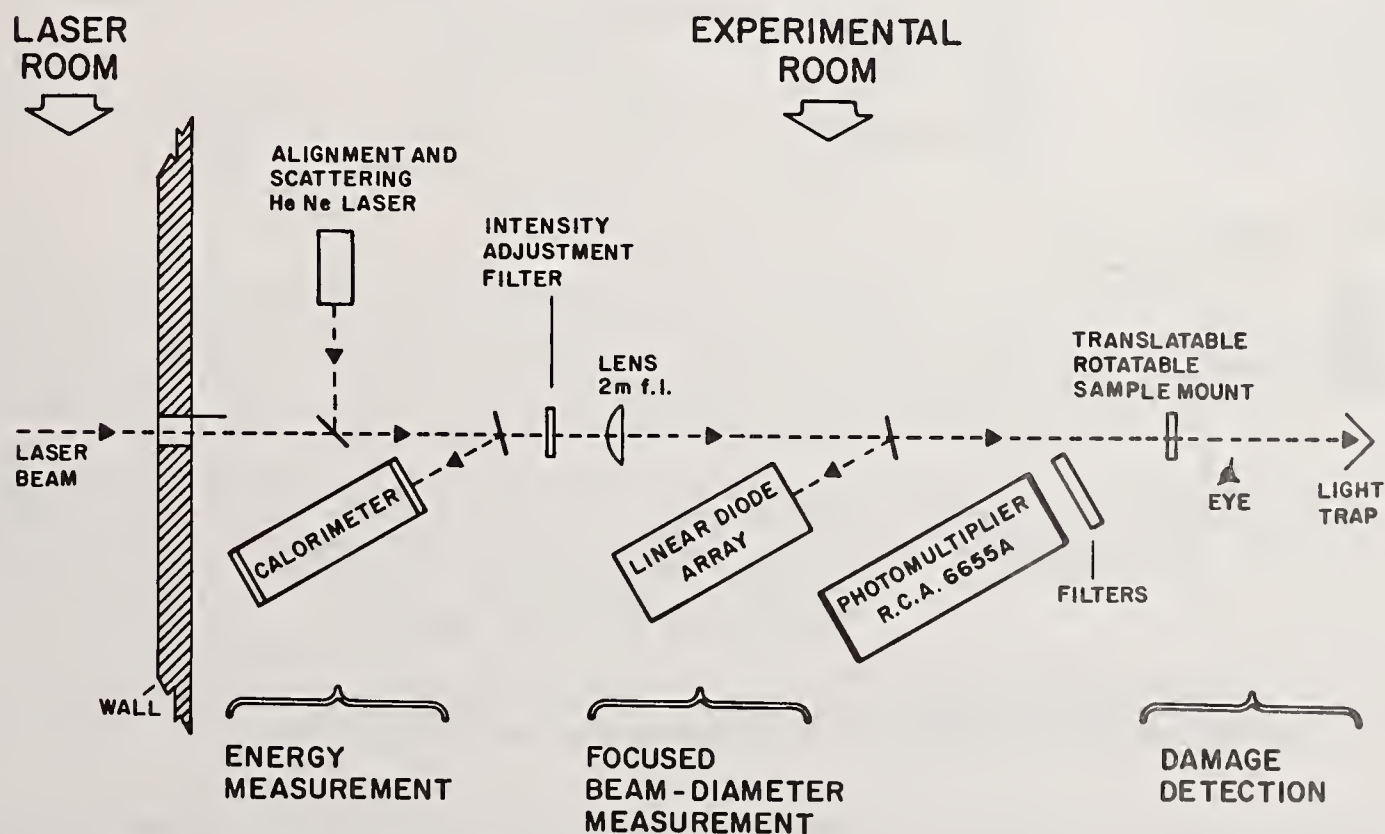 LASER
ROOM
EXPERIMENTAL
ROOM
ALIGNMENT AND
SCATTERING
He Ne LASER
INTENSITY
ADJUSTMENT
FILTER
LENS
2m f.l.
TRANSLATABLE
ROTATABLE
SAMPLE MOUNT
LASER
BEAM
CALORIMETER
LINEAR DIODE
ARRAY
PHOTOMULTIPLIER
R.C.A. 6655A
FILTERS
EYE
LIGHT
TRAP
WALL
ENERGY
MEASUREMENT
FOCUSED
BEAM-DIAMETER
MEASUREMENT
DAMAGE
DETECTION